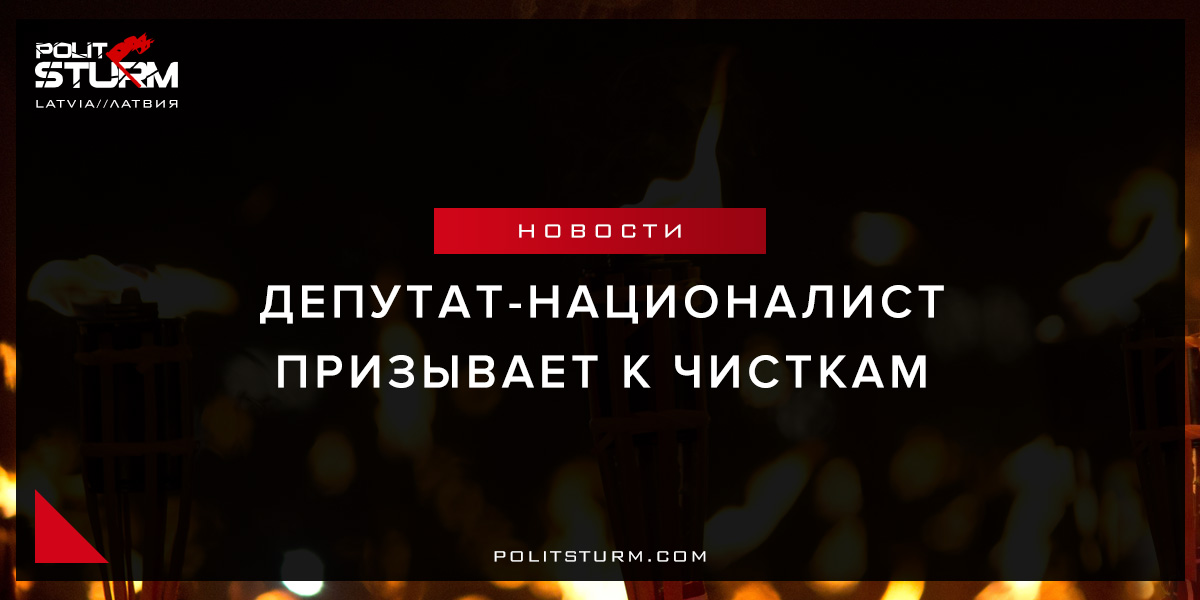 POLIT
STURM
LATVIA//ЛАТВИЯ
НОВОСТИ
ДЕПУТАТ-НАЦИОНАЛИСТ
ПРИЗЫВАЕТ К ЧИСТКАМ
POLITSTURM.COM